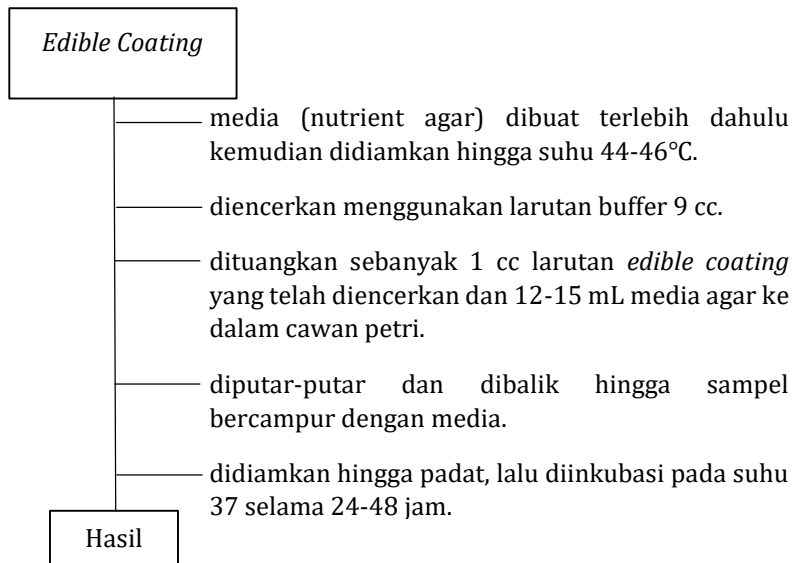 Edible Coating
media (nutrient agar) dibuat terlebih dahulu
kemudian didiamkan hingga suhu 44-46°C.
diencerkan menggunakan larutan buffer 9 cc.
dituangkan sebanyak 1 cc larutan edible coating
yang telah diencerkan dan 12-15 mL media agar ke
dalam cawan petri.
diputar-putar dan dibalik hingga sampel
bercampur dengan media.
didiamkan hingga padat, lalu diinkubasi pada suhu
37 selama 24-48 jam.
Hasil